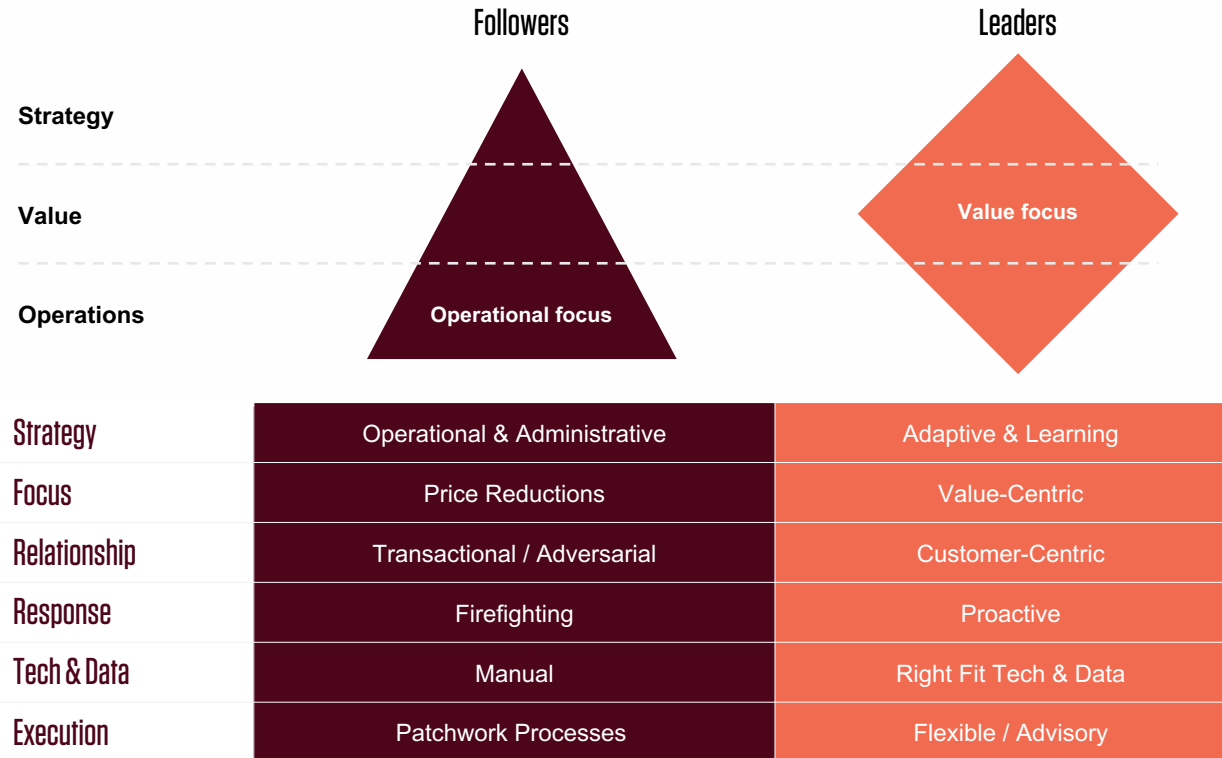 Followers
Leaders
Strategy
Value
Value focus
Operations
Operational focus
Strategy
Operational & Administrative
Adaptive & Learning
Focus
Price Reductions
Value-Centric
Relationship
Transactional / Adversarial
Customer-Centric
Response
Firefighting
Proactive
Tech & Data
Manual
Right Fit Tech & Data
Execution
Patchwork Processes
Flexible / Advisory